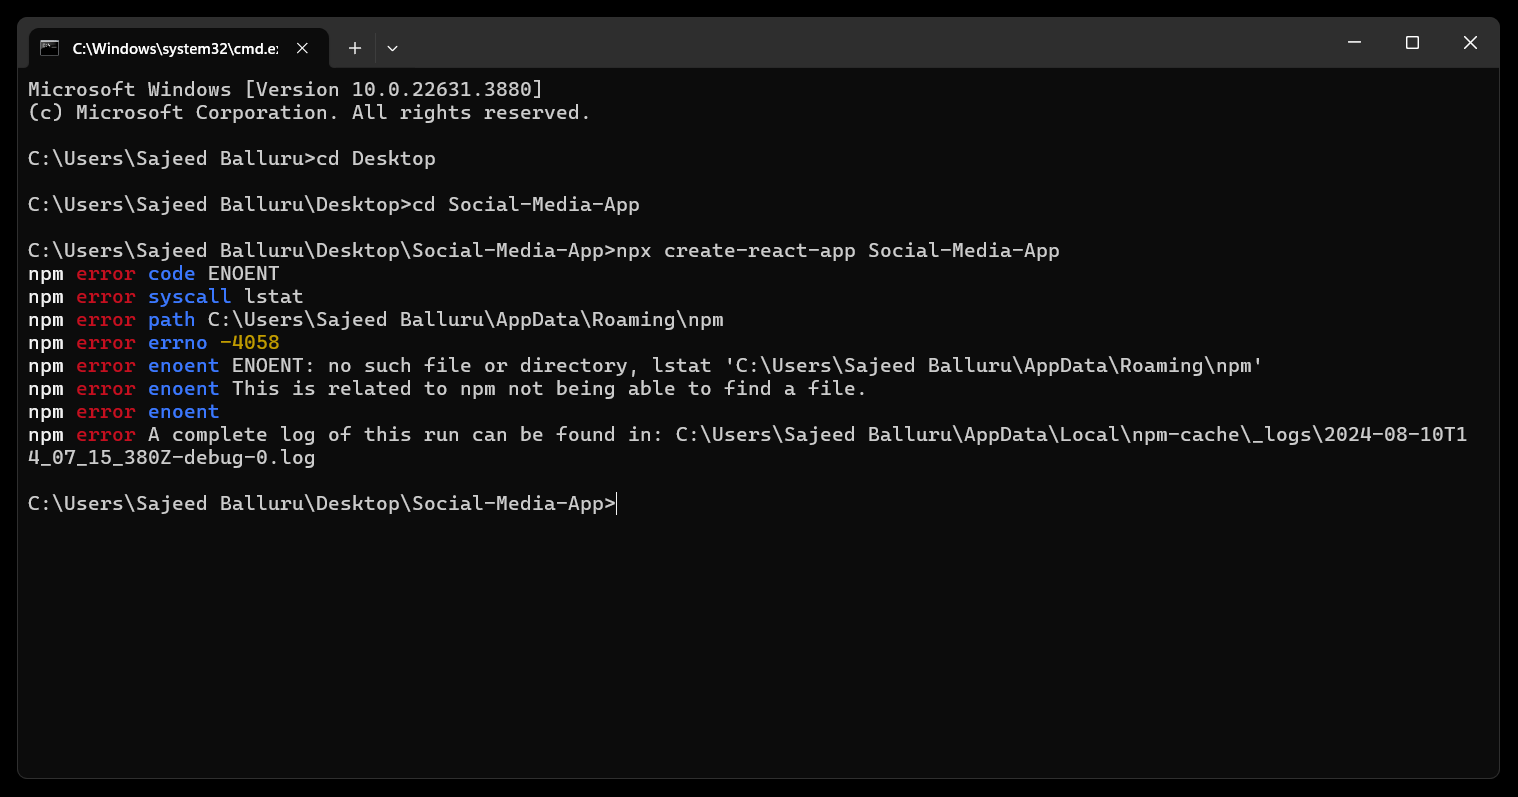 C:\Windows\system32\cmd.e
Microsoft Windows [Version 10.0.22631.3880]
(c) Microsoft Corporation. All rights reserved.
C:\Users\Sajeed Balluru>cd Desktop
C:\Users\Sajeed Balluru\Desktop>cd Social-Media-App
C:\Users\Sajeed Balluru\Desktop\Social-Media-App>npx create-react-app Social-Media-App
npm error code ENOENT
npm error syscall lstat
npm error path C:\Users\Sajeed Balluru\AppData\Roaming\npm
npm error errno -4058
npm error enoent ENOENT: no such file or directory, lstat 'C:\Users\Sajeed Balluru\AppData\Roaming\npm'
npm error enoent This is related to npm not being able to find a file.
npm error enoent
npm error A complete log of this run can be found in: C:\Users\Sajeed Balluru\AppData\Local\npm-cache\_logs\2024-08-10T1
4_07_15_380Z-debug-0.log
C:\Users\Sajeed Balluru\Desktop\Social-Media-App>